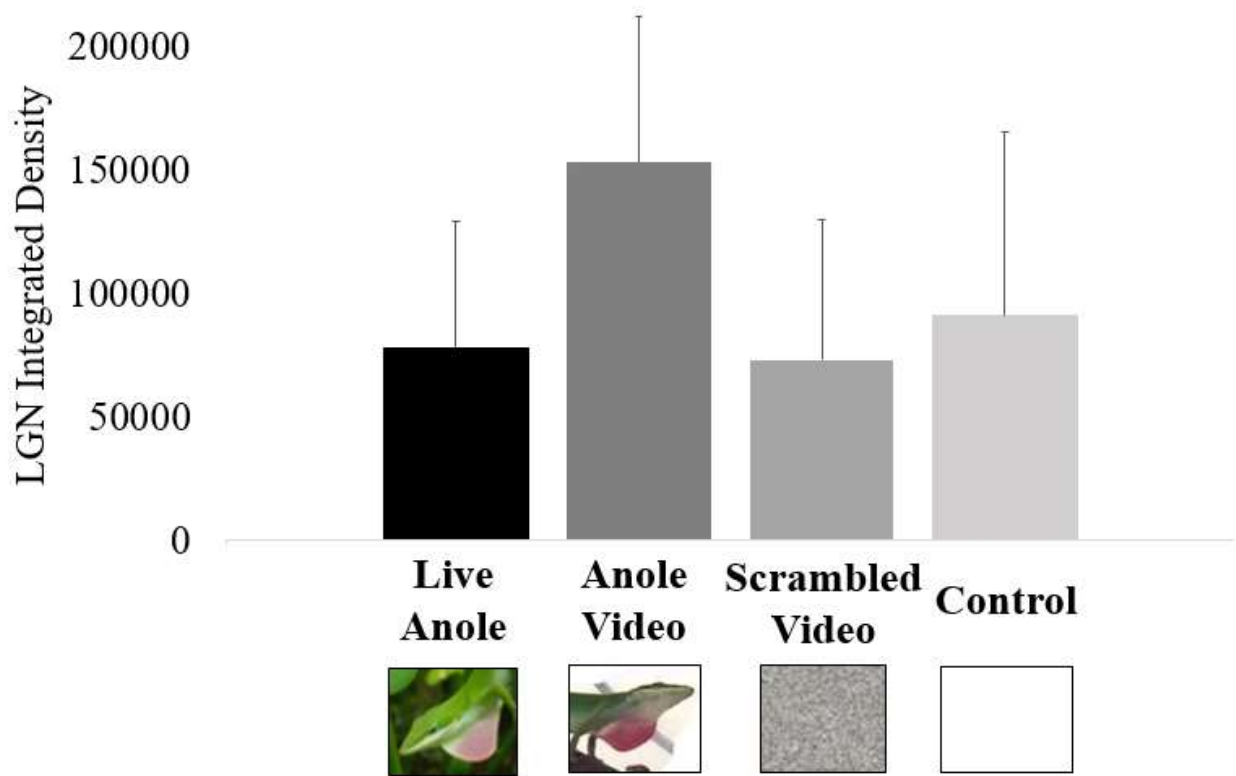 LGN Integrated Density
200000
150000
100000
50000
0
Live
Anole
Anole
Video
Scrambled
Video
Control